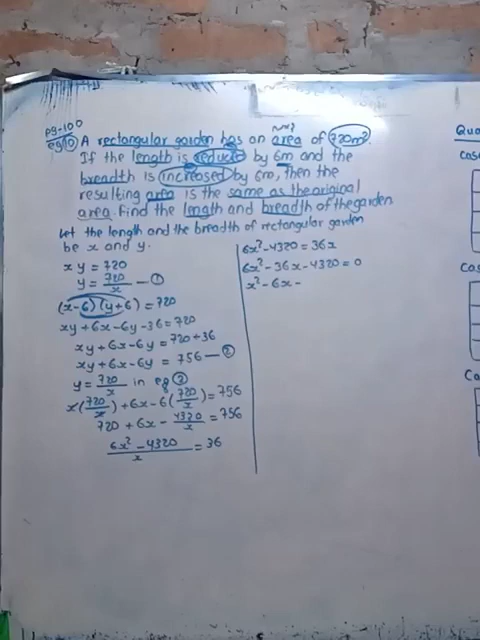 pg-100
eg 10 A rectangular garden has an area of 720m².
If the length is reduced by 6m and the
breadth is increased by 6m, then the
resulting area is the same as the original
area. Find the length and breadth of the garden.
Let the length and the breadth of rectangular garden
be x and y.
xy = 720
y = 720/x — ①
(x-6)(y+6) = 720
xy+6x-6y-36=720
xy+6x-6y = 720+36
xy+6x-6y = 756 — ②
y = 720/x in eq ②
x(720/x) + 6x - 6(720/x) = 756
720 + 6x - 4320/x = 756
6x² - 4320/x = 36
6x²-4320 = 36x
6x²-36x-4320 = 0
x²-6x-
Qua
Cas
Cas
Ca